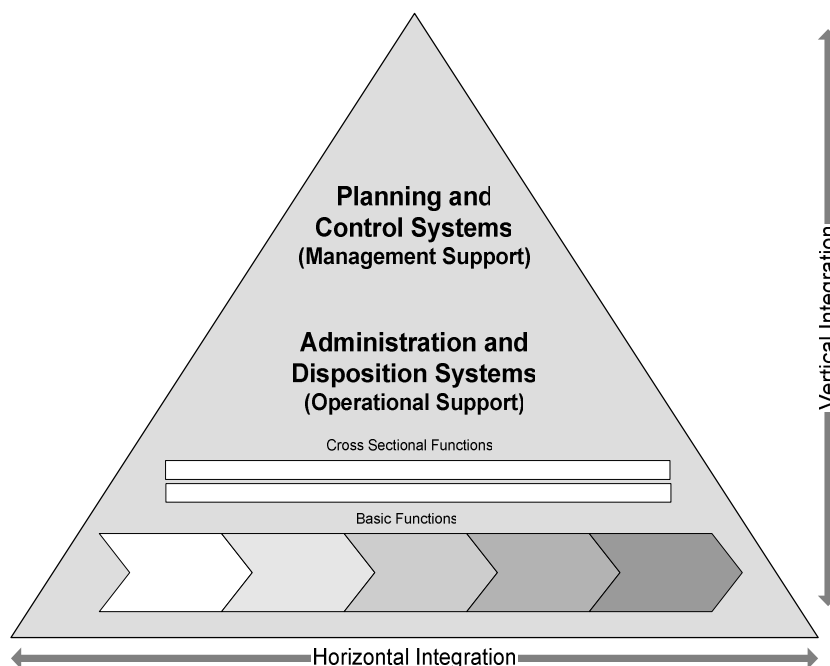 Planning and
Control Systems
(Management Support)
Administration and
Disposition Systems
(Operational Support)
Cross Sectional Functions
Basic Functions
Vertical Integration
Horizontal Integration